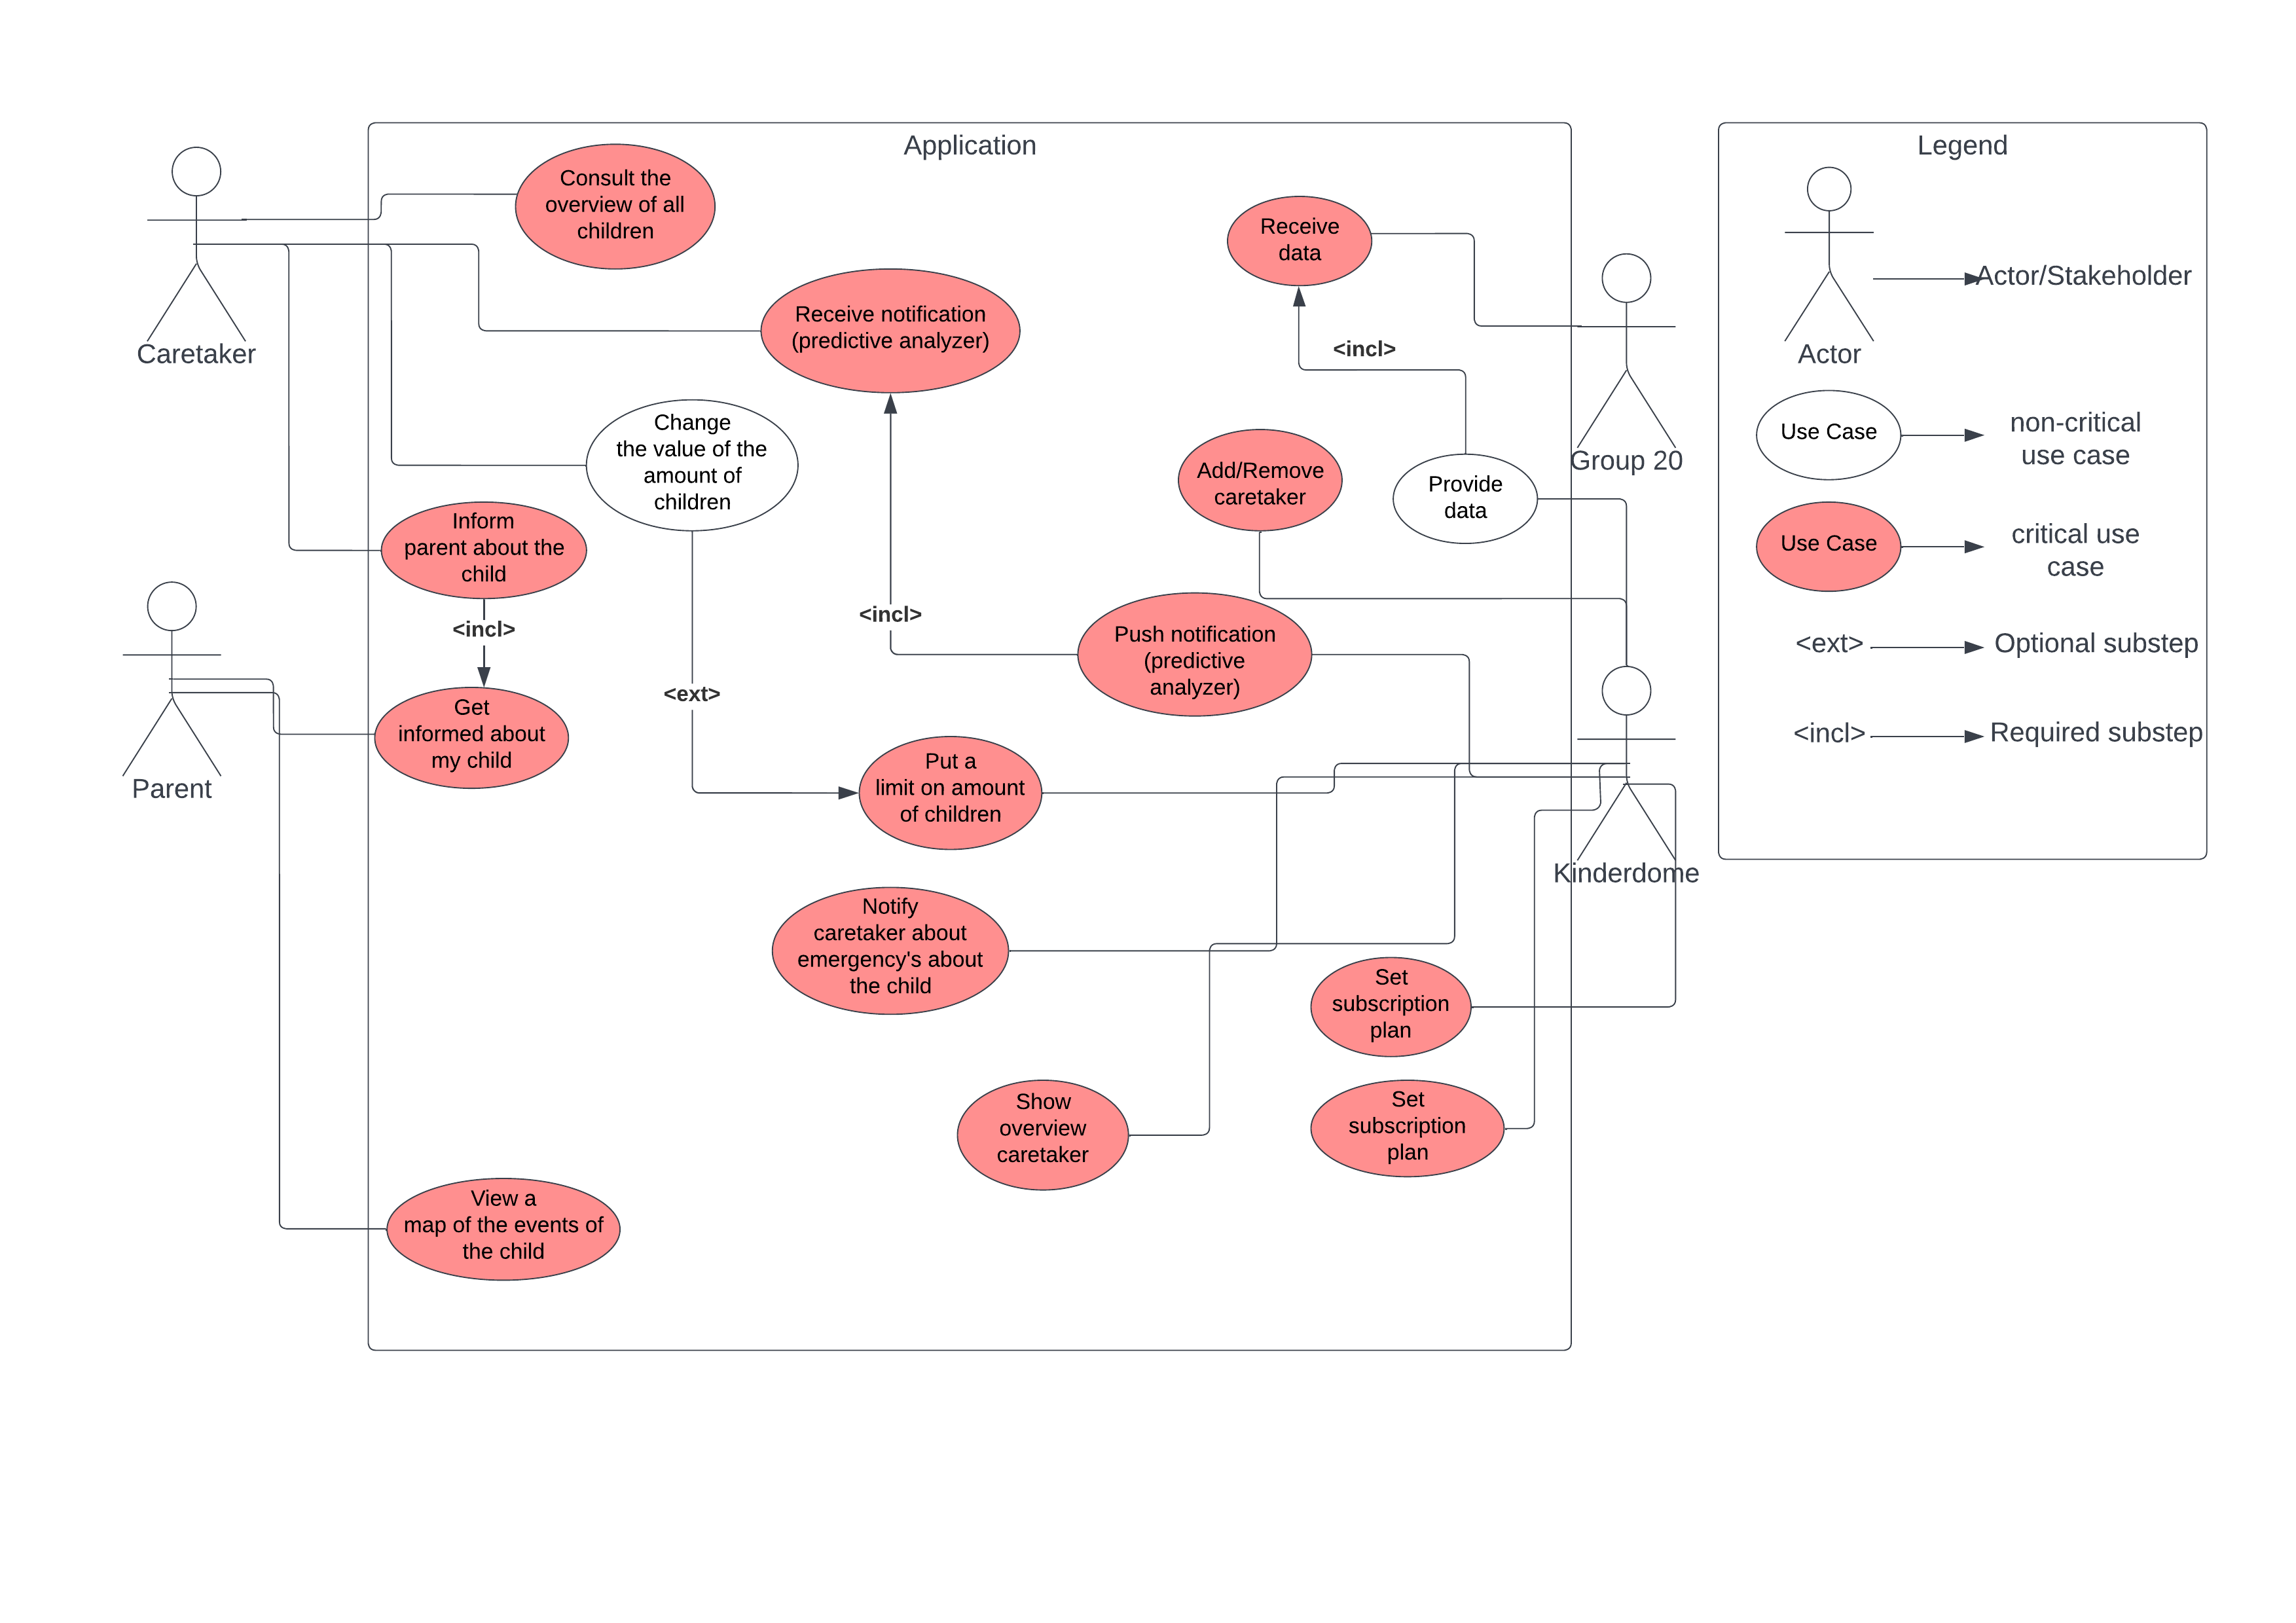 Application
Legend
Consult the
overview of all
children
Receive
data
Receive notification
(predictive analyzer)
Caretaker
<incl>
Actor/Stakeholder
Actor
Change
the value of the
amount of
children
Add/Remove
caretaker
Provide
data
Group 20
Use Case
non-critical
use case
Inform
parent about the
child
Use Case
critical use
case
<incl>
<incl>
Push notification
(predictive
analyzer)
<ext>
Optional substep
<ext>
Get
informed about
my child
<incl>
Required substep
Parent
Put a
limit on amount
of children
Kinderdome
Notify
caretaker about
emergency's about
the child
Set
subscription
plan
Show
overview
caretaker
Set
subscription
plan
View a
map of the events of
the child